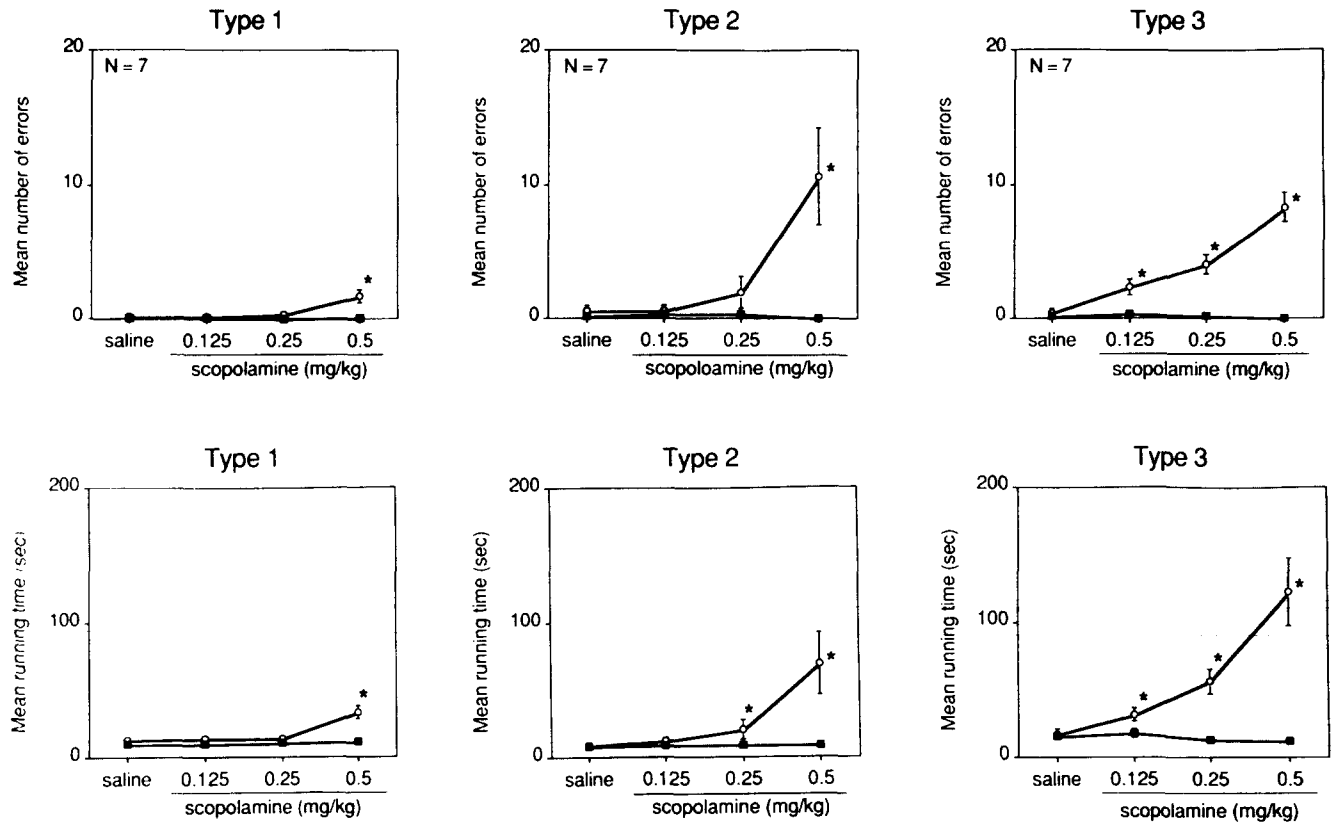 Type 1
Type 2
Type 3
20
N = 7
Mean number of errors
10
0
saline 0.125 0.25 0.5
scopolamine (mg/kg)
*
20
N = 7
Mean number of errors
10
0
saline 0.125 0.25 0.5
scopoloamine (mg/kg)
*
20
N = 7
Mean number of errors
10
0
saline 0.125 0.25 0.5
scopolamine (mg/kg)
* * *
Type 1
Type 2
Type 3
200
Mean running time (sec)
100
0
saline 0.125 0.25 0.5
scopolamine (mg/kg)
*
200
Mean running time (sec)
100
0
saline 0.125 0.25 0.5
scopolamine (mg/kg)
* *
200
Mean running time (sec)
100
0
saline 0.125 0.25 0.5
scopolamine (mg/kg)
* * *